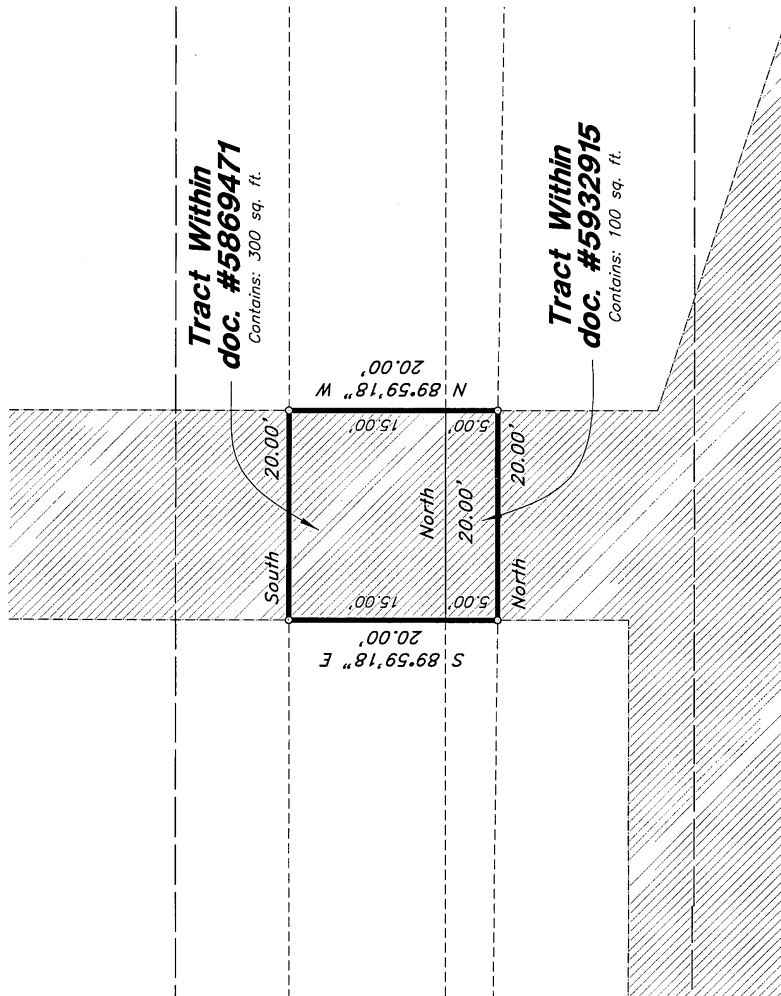 Tract Within
doc. #5869471
Contains: 300 sq. ft.
Tract Within
doc. #5932915
Contains: 100 sq. ft.
N 89°59'18" W
20.00'
South
20.00'
15.00'
5.00'
North
20.00'
15.00'
5.00'
North
20.00'
S 89°59'18" E
20.00'